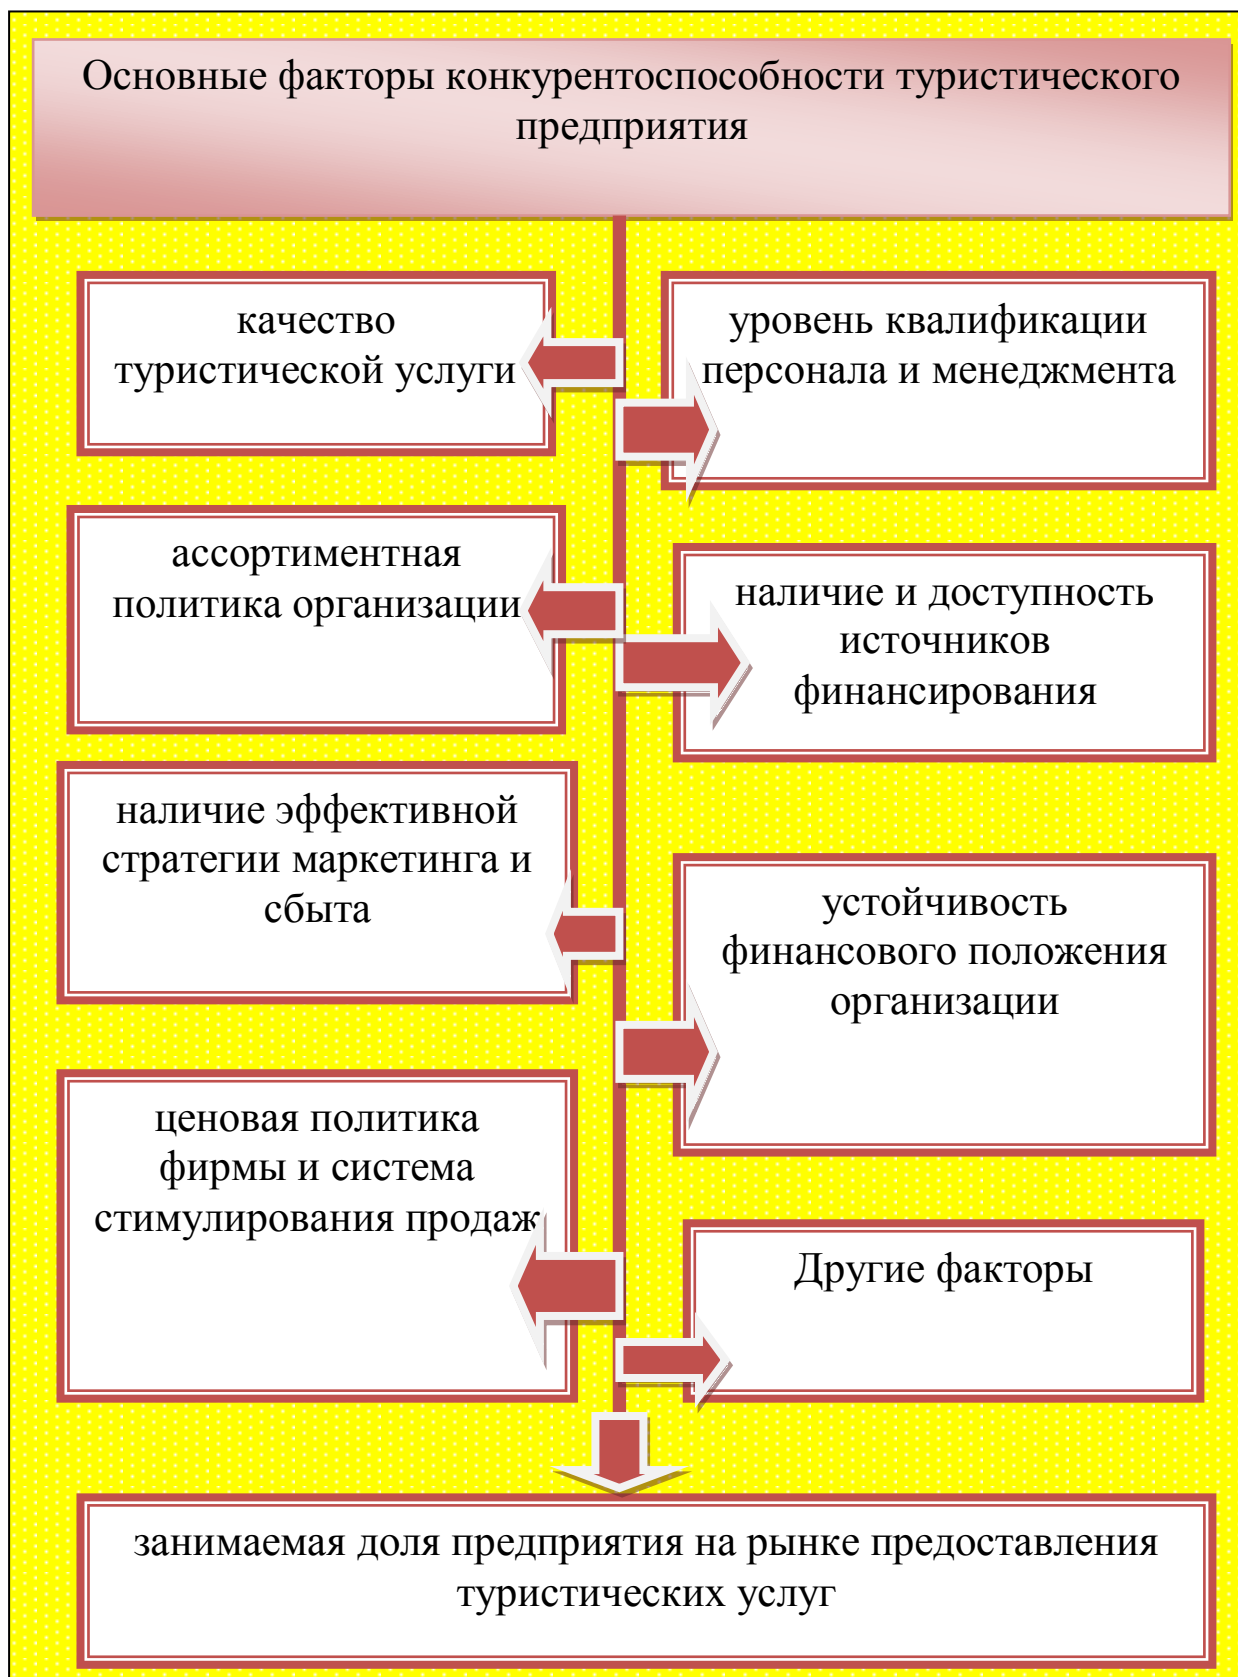 Основные факторы конкурентоспособности туристического
предприятия
качество
туристической услуги
уровень квалификации
персонала и менеджмента
ассортиментная
политика организации
наличие и доступность
источников
финансирования
наличие эффективной
стратегии маркетинга и
сбыта
устойчивость
финансового положения
организации
ценовая политика
фирмы и система
стимулирования продаж
Другие факторы
занимаемая доля предприятия на рынке предоставления
туристических услуг